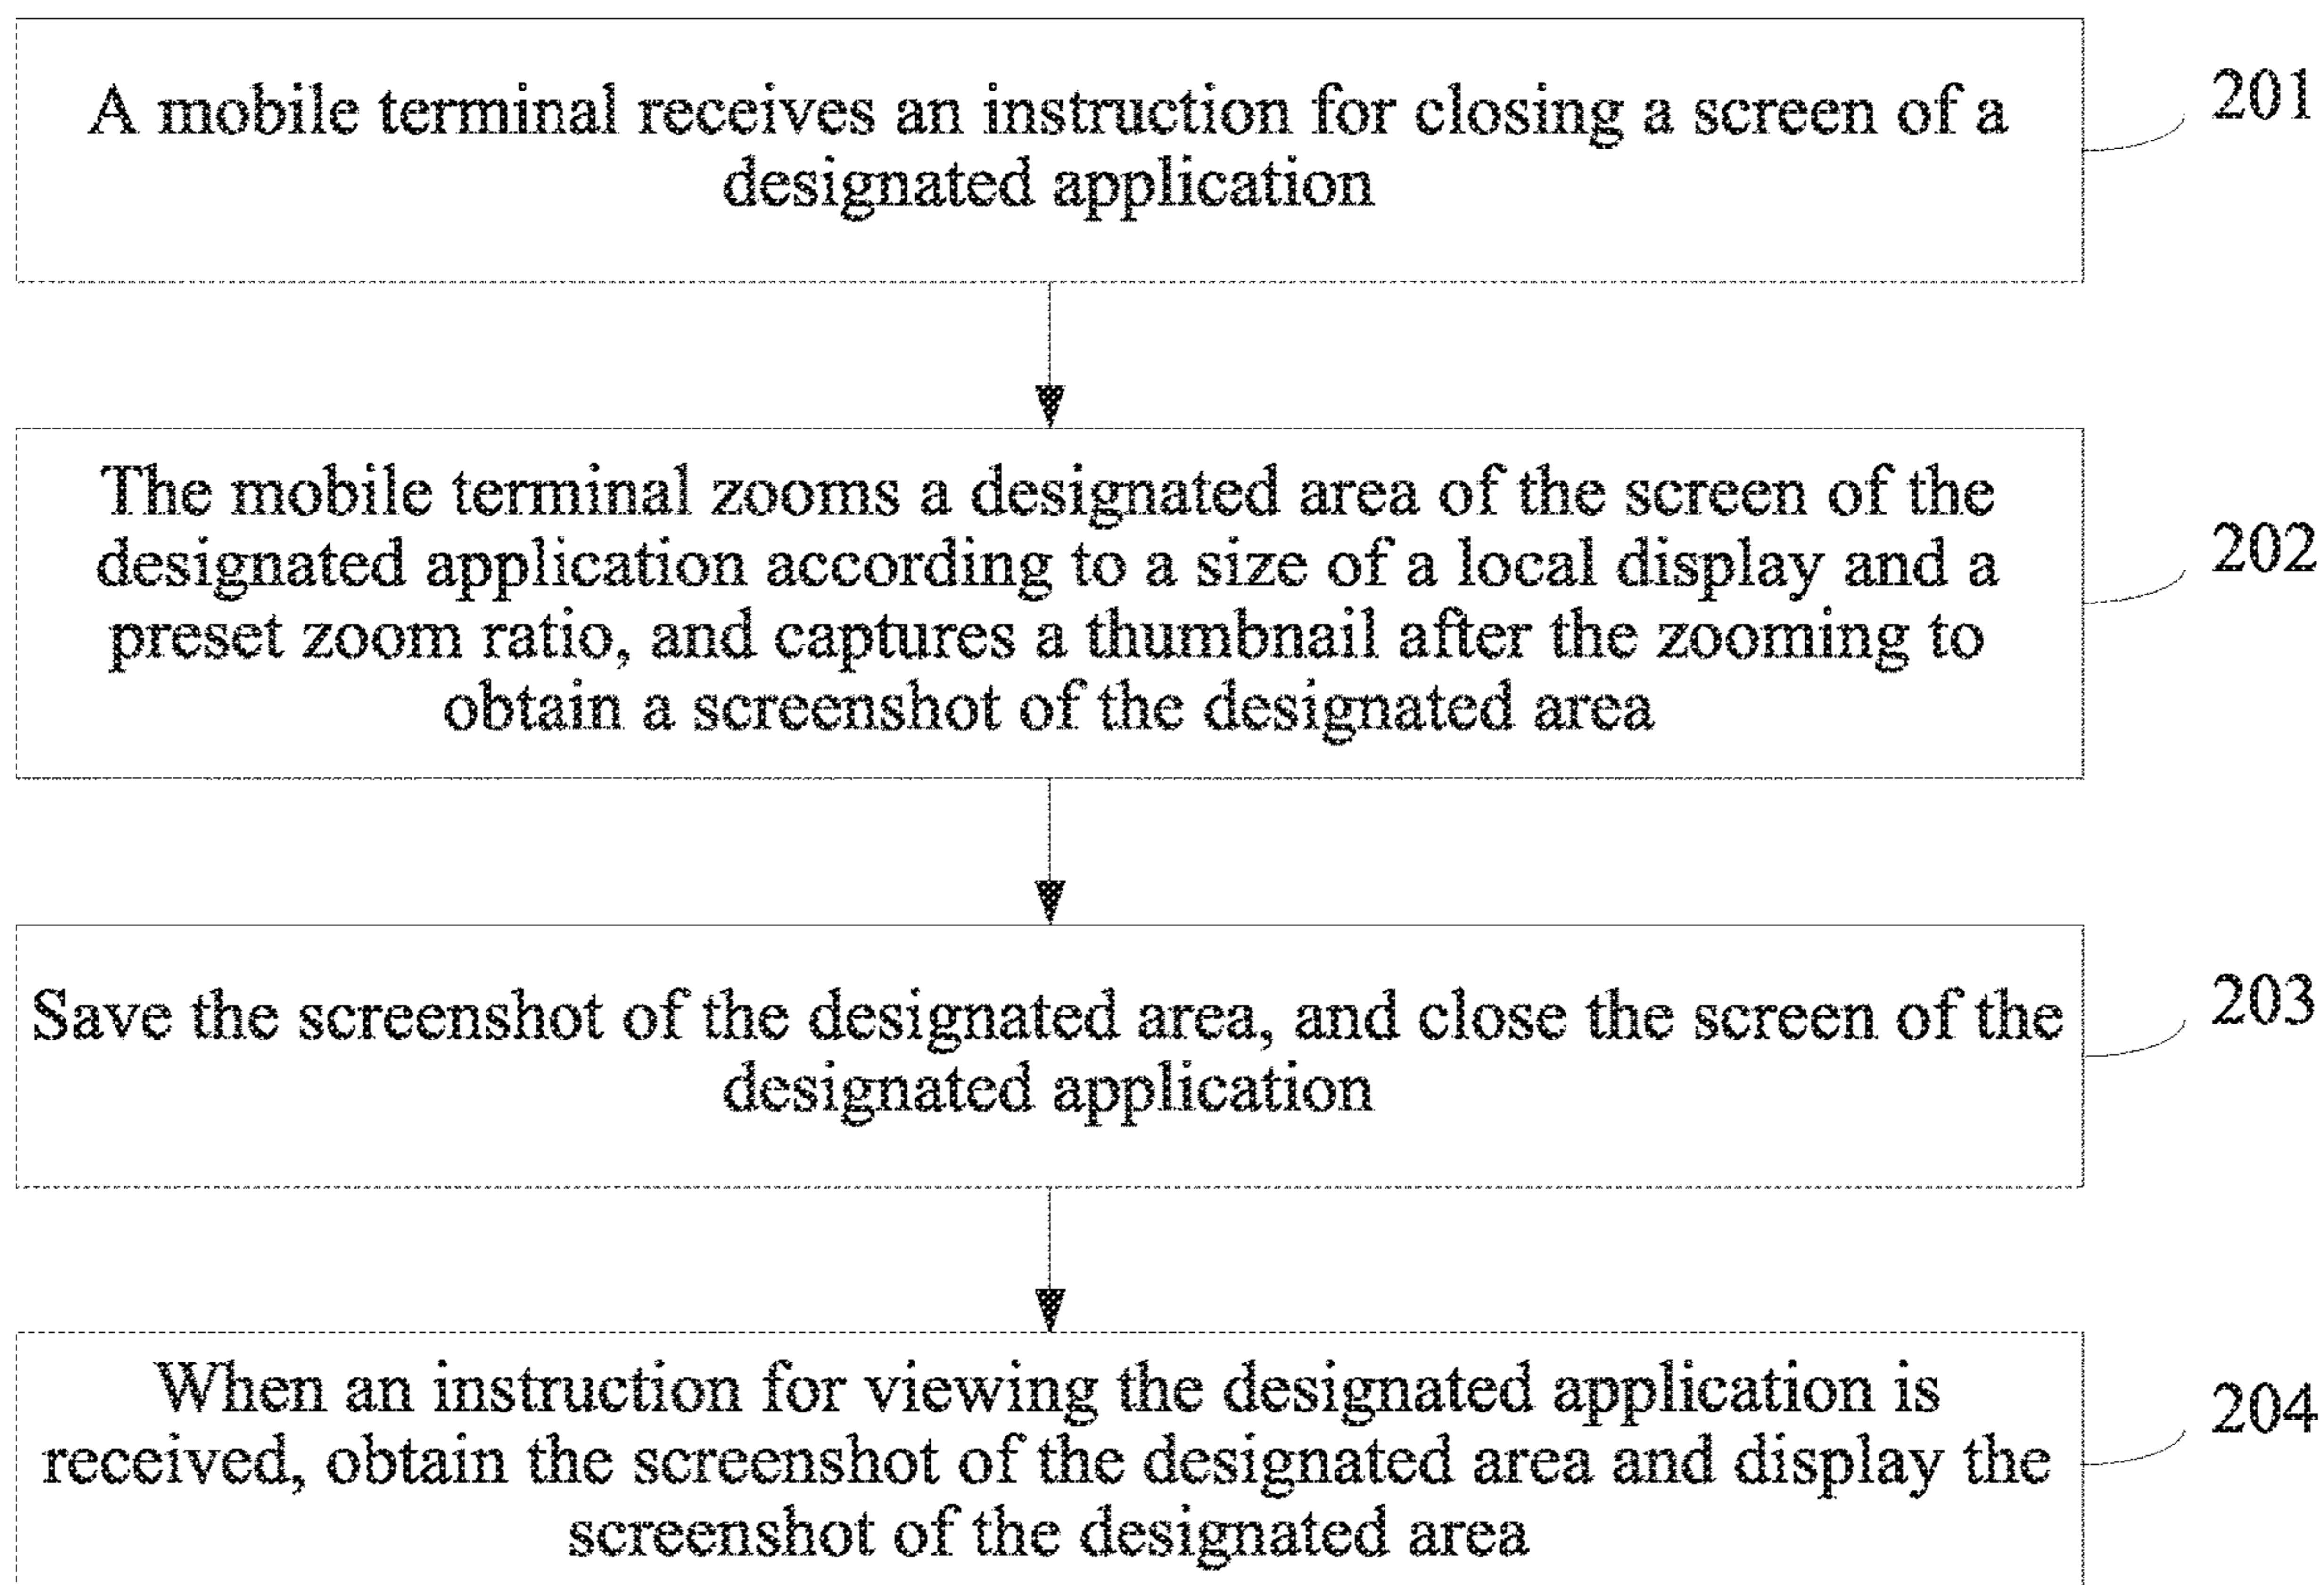 A mobile terminal receives an instruction for closing a screen of a
designated application
201
The mobile terminal zooms a designated area of the screen of the
designated application according to a size of a local display and a
preset zoom ratio, and captures a thumbnail after the zooming to
obtain a screenshot of the designated area
202
Save the screenshot of the designated area, and close the screen of the
designated application
203
When an instruction for viewing the designated application is
received, obtain the screenshot of the designated area and display the
screenshot of the designated area
204